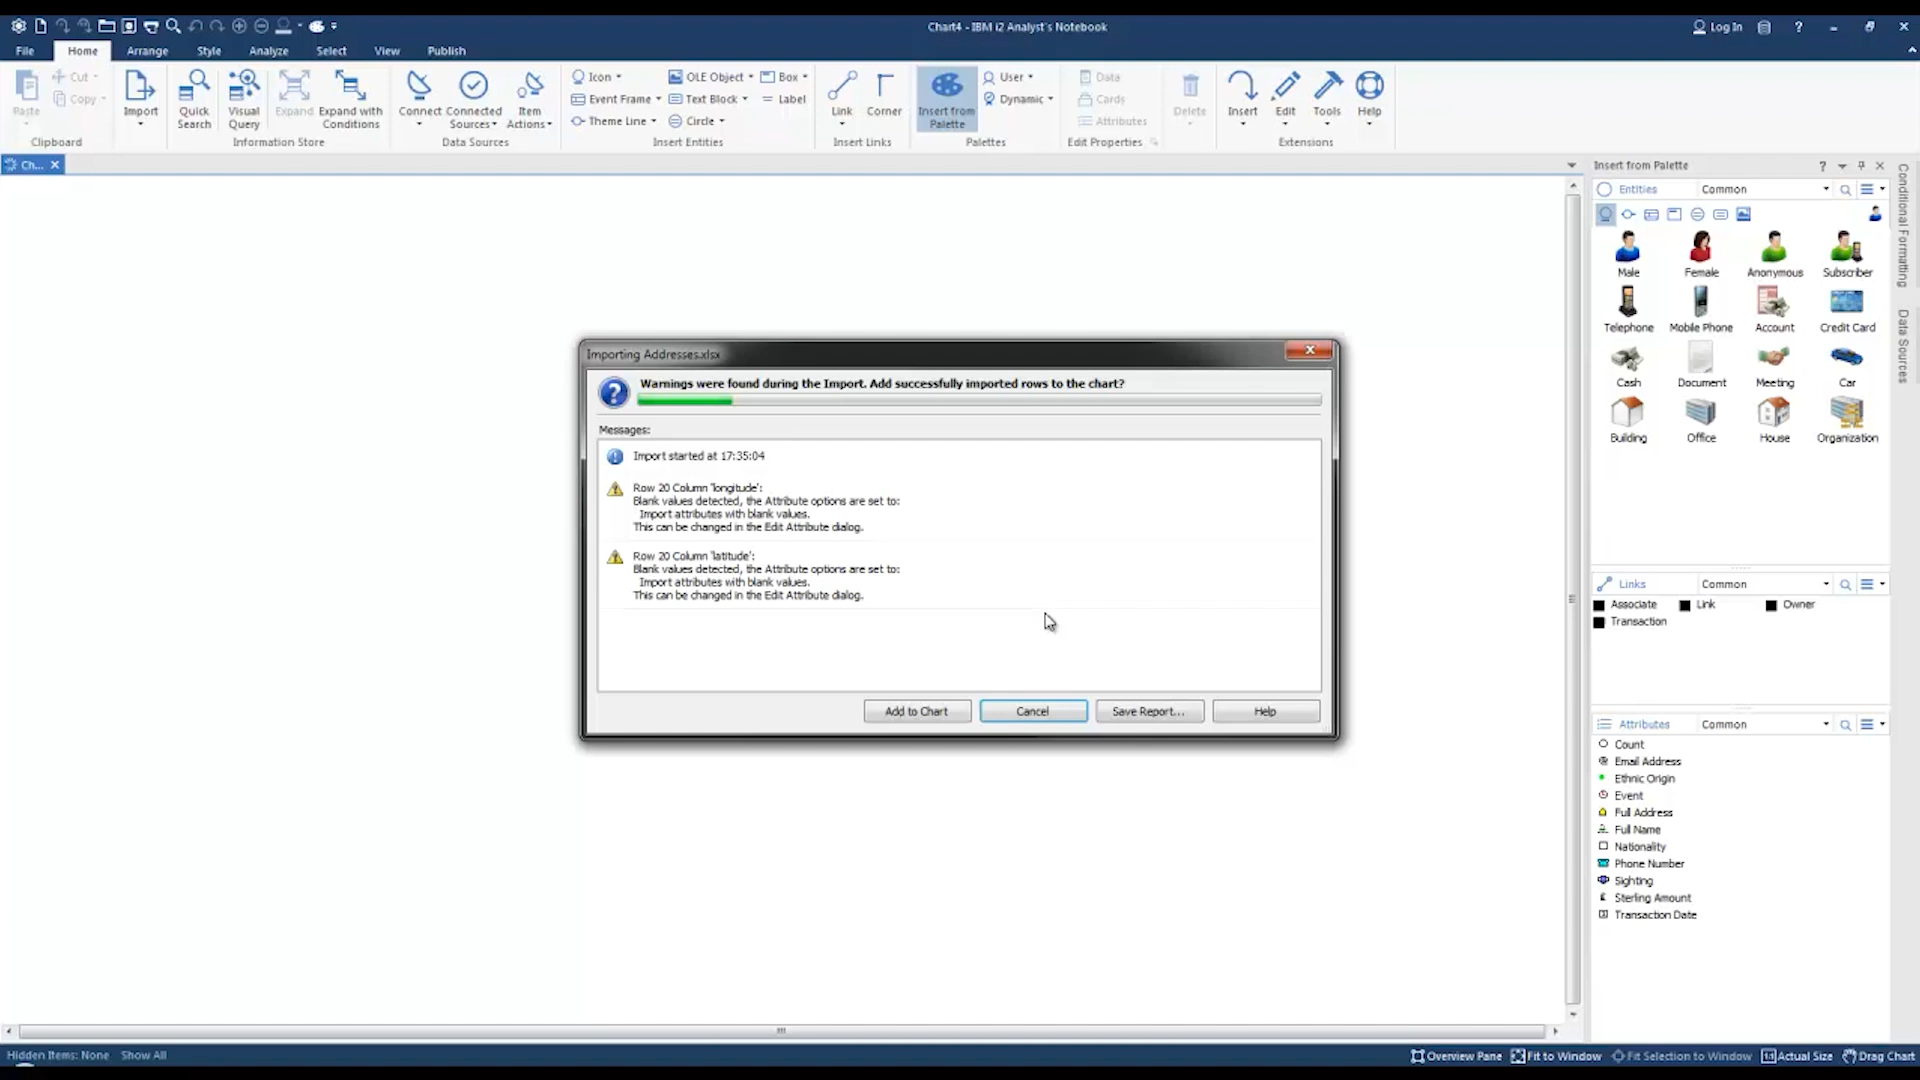 Chart4 - IBM i2 Analyst's Notebook
Log In
?
File Home Arrange Style Analyze Select View Publish
Paste
Cut
Copy
Clipboard
Import
Quick Search
Visual Query
Expand
Expand with Conditions
Information Store
Connect
Connected Sources
Item Actions
Data Sources
Icon
Event Frame
Theme Line
OLE Object
Text Block
Circle
Box
Label
Insert Entities
Link
Corner
Insert Links
Insert from Palette
User
Dynamic
Palettes
Data
Cards
Attributes
Edit Properties
Delete
Insert
Edit
Tools
Help
Extensions
Ch...
Insert from Palette
?
Entities Common
Male Female Anonymous Subscriber
Telephone Mobile Phone Account Credit Card
Cash Document Meeting Car
Building Office House Organization
Links Common
Associate Link Owner
Transaction
Attributes Common
Count
Email Address
Ethnic Origin
Event
Full Address
Full Name
Nationality
Phone Number
Sighting
Sterling Amount
Transaction Date
Conditional Formatting
Data Sources
Importing Addresses.xlsx
Warnings were found during the Import. Add successfully imported rows to the chart?
Messages:
Import started at 17:35:04
Row 20 Column 'longitude':
Blank values detected, the Attribute options are set to:
Import attributes with blank values.
This can be changed in the Edit Attribute dialog.
Row 20 Column 'latitude':
Blank values detected, the Attribute options are set to:
Import attributes with blank values.
This can be changed in the Edit Attribute dialog.
Add to Chart Cancel Save Report... Help
Hidden Items: None Show All
Overview Pane Fit to Window Fit Selection to Window Actual Size Drag Chart